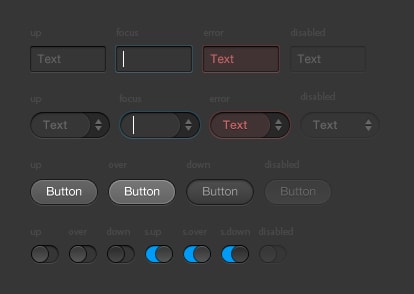 up focus error disabled
Text Text Text
up focus error disabled
Text Text Text
up over down disabled
Button Button Button Button
up over down s.up s.over s.down disabled